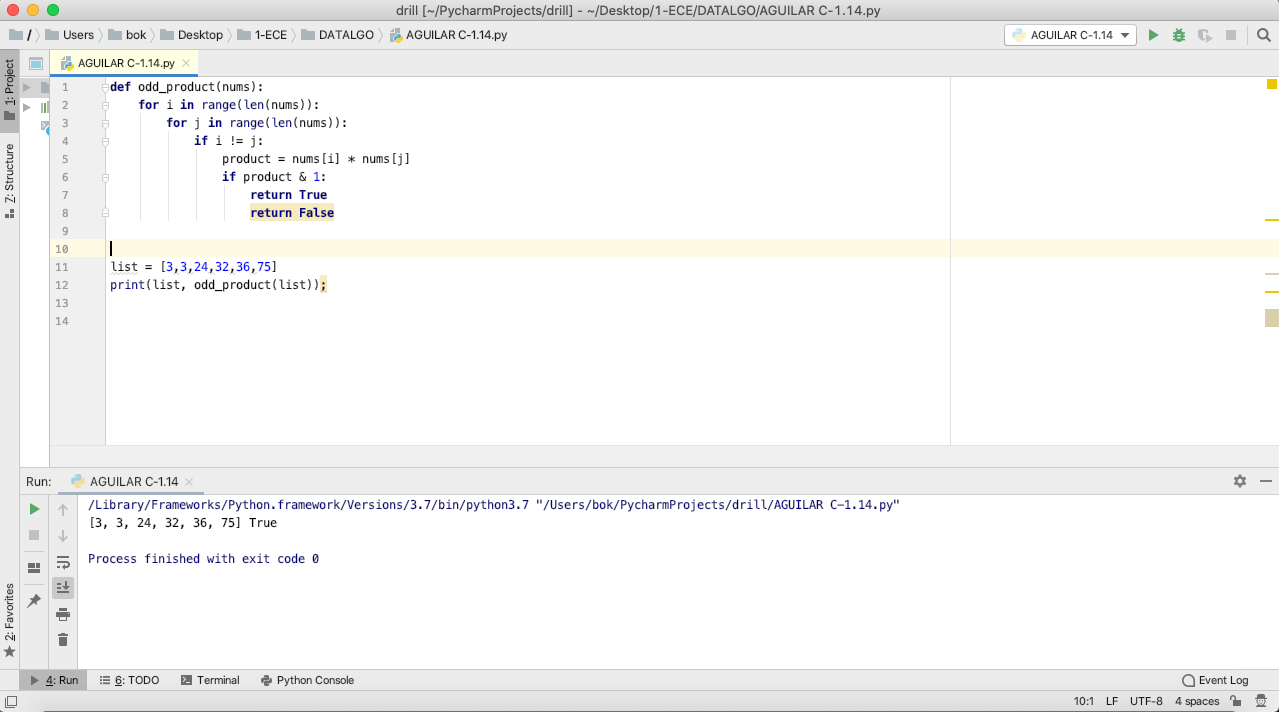 drill [~/PycharmProjects/drill] - ~/Desktop/1-ECE/DATALGO/AGUILAR C-1.14.py
/ Users bok Desktop 1-ECE DATALGO AGUILAR C-1.14.py AGUILAR C-1.14
1: Project
AGUILAR C-1.14.py
1 def odd_product(nums):
2     for i in range(len(nums)):
3         for j in range(len(nums)):
4             if i != j:
5                 product = nums[i] * nums[j]
6                 if product & 1:
7                     return True
8                     return False
9
10
11 list = [3,3,24,32,36,75]
12 print(list, odd_product(list));
13
14
7: Structure
2: Favorites
Run: AGUILAR C-1.14
/Library/Frameworks/Python.framework/Versions/3.7/bin/python3.7 "/Users/bok/PycharmProjects/drill/AGUILAR C-1.14.py"
[3, 3, 24, 32, 36, 75] True
Process finished with exit code 0
4: Run 6: TODO Terminal Python Console Event Log
10:1 LF UTF-8 4 spaces